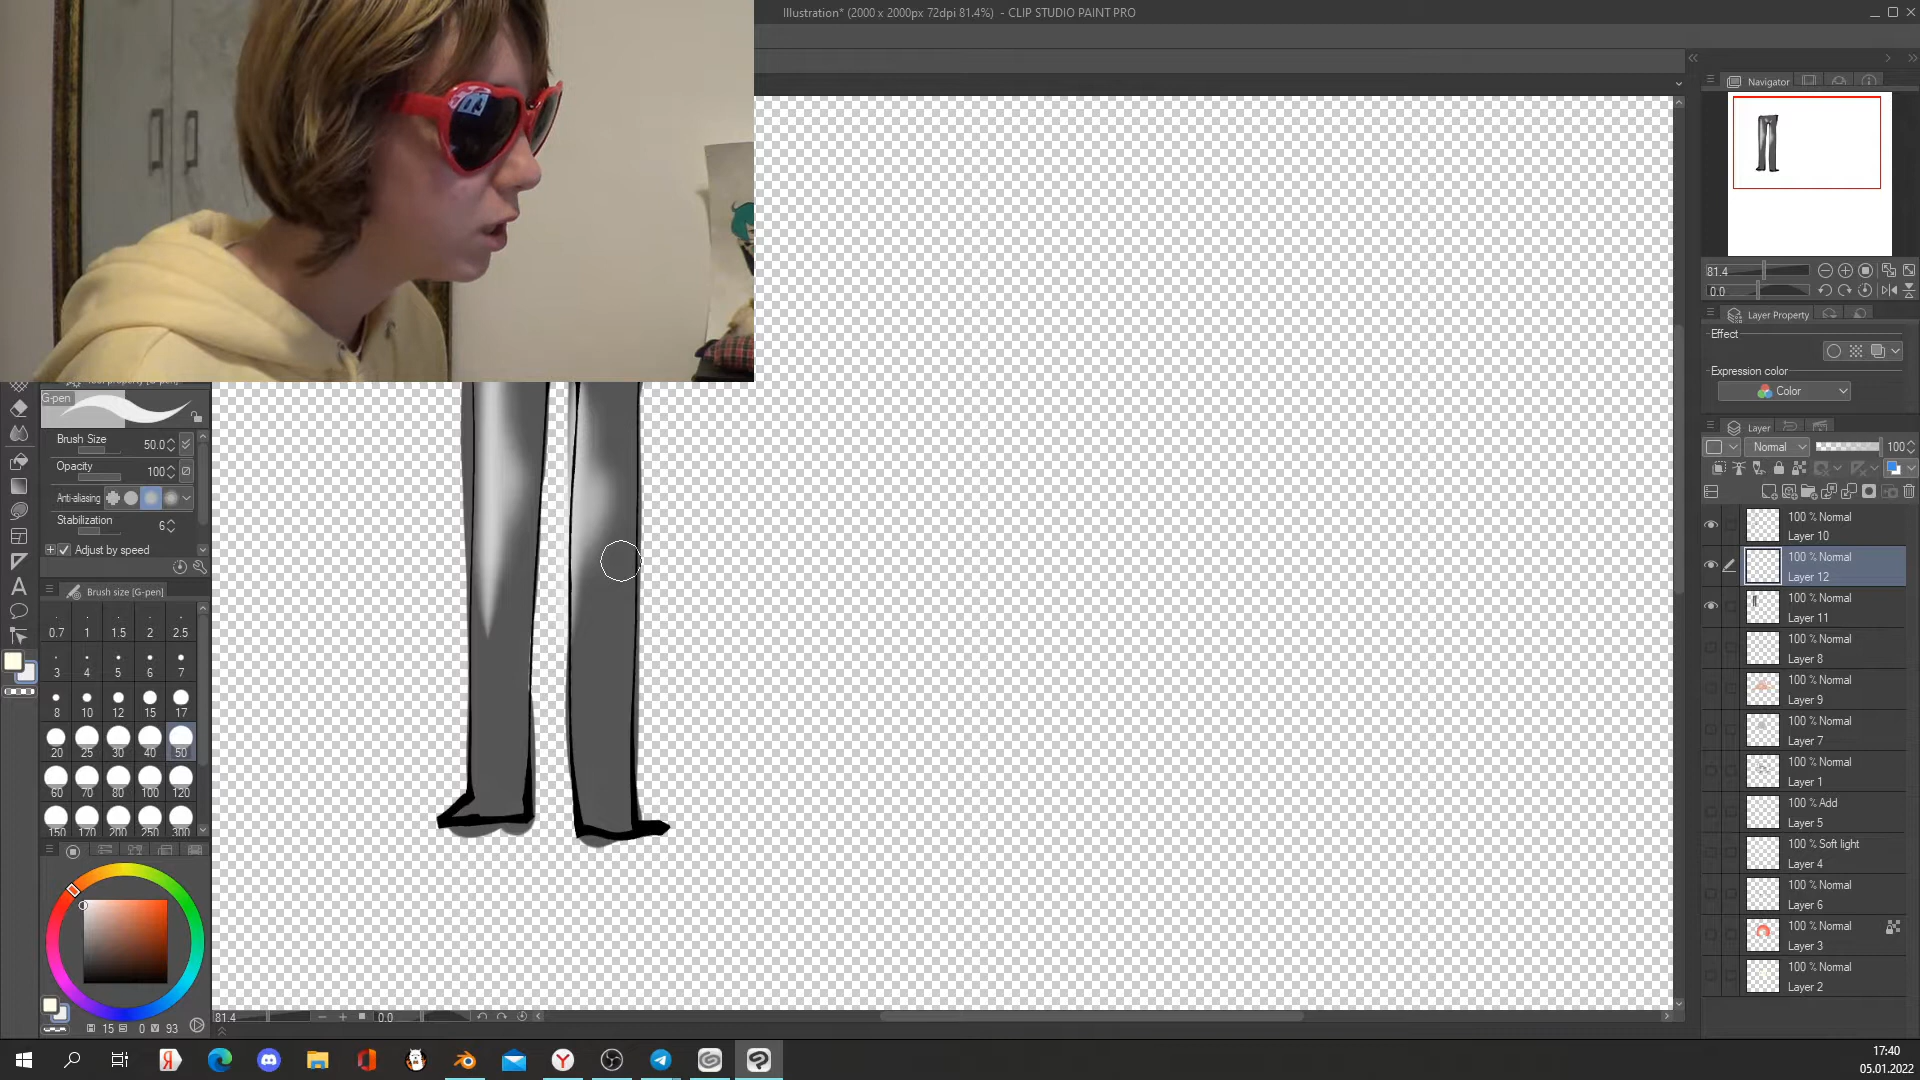 Illustration* (2000 x 2000px 72dpi 81.4%) - CLIP STUDIO PAINT PRO
Navigator
81.4
0.0
Layer Property
Effect
Expression color
Color
Layer
Normal
100
100 % Normal
Layer 10
100 % Normal
Layer 12
100 % Normal
Layer 11
100 % Normal
Layer 8
100 % Normal
Layer 9
100 % Normal
Layer 7
100 % Normal
Layer 1
100 % Add
Layer 5
100 % Soft light
Layer 4
100 % Normal
Layer 6
100 % Normal
Layer 3
100 % Normal
Layer 2
G-pen
Brush Size
50.0
Opacity
100
Anti-aliasing
Stabilization
6
Adjust by speed
Brush size [G-pen]
0.7 1 1.5 2 2.5
3 4 5 6 7
8 10 12 15 17
20 25 30 40 50
60 70 80 100 120
150 170 200 250 300
H 15 S 0 V 93
81.4
0.0
17:40
05.01.2022